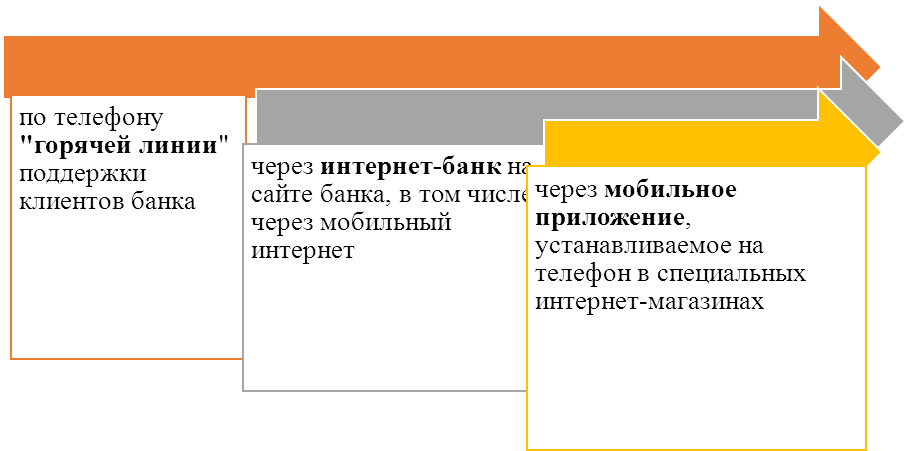 по телефону
"горячей линии"
поддержки
клиентов банка
через интернет-банк на
сайте банка, в том числе
через мобильный
интернет
через мобильное
приложение,
устанавливаемое на
телефон в специальных
интернет-магазинах